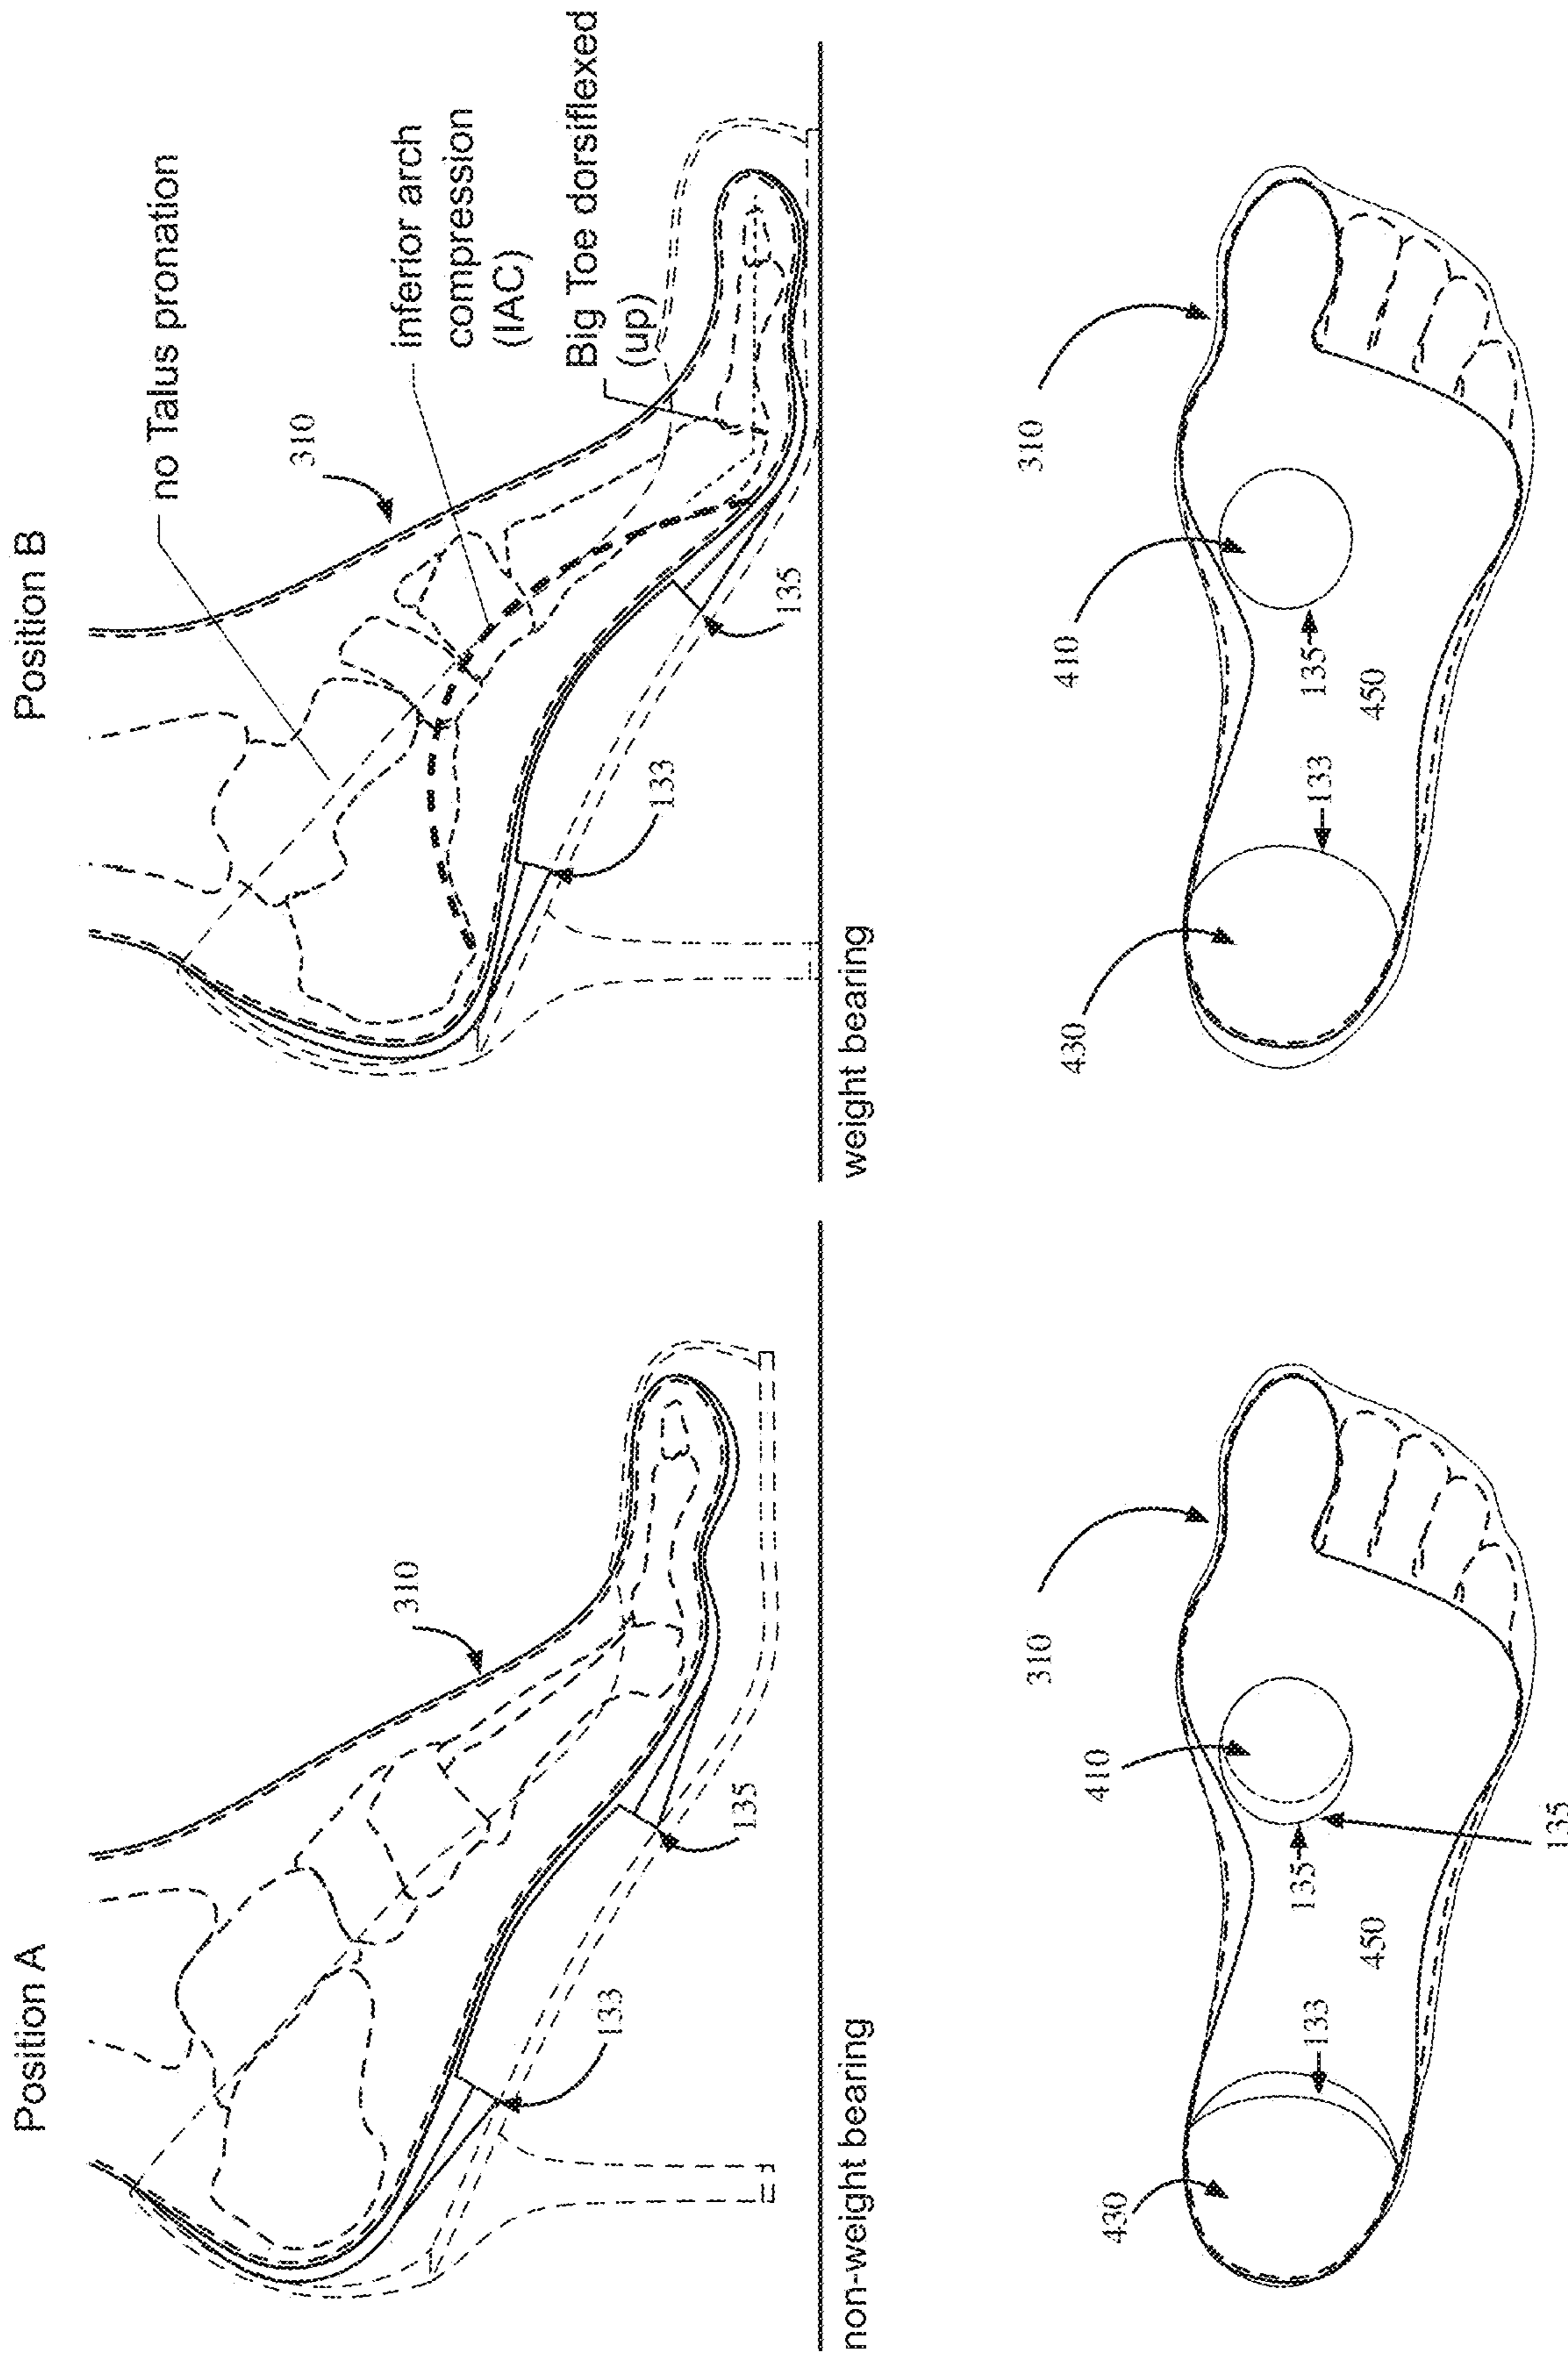 Position A
310
133
135
non-weight bearing
310
410
430
133
135
450
135
Position B
no Talus pronation
310
inferior arch
compression
(IAC)
Big Toe dorsiflexed
(up)
133
135
weight bearing
310
410
430
133
135
450